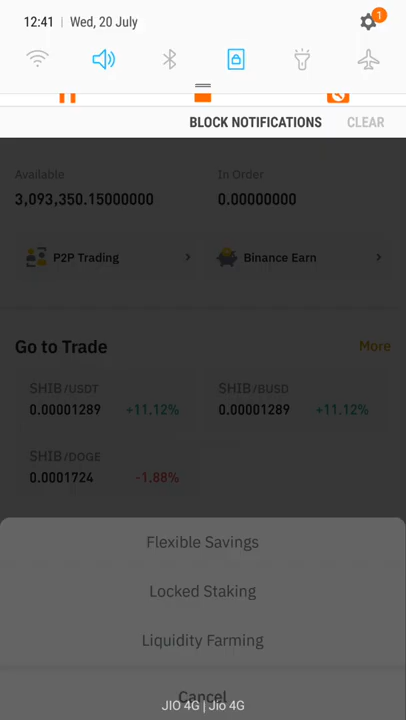 12:41 | Wed, 20 July
1
BLOCK NOTIFICATIONS CLEAR
Available In Order
3,093,350.15000000 0.00000000
P2P Trading > Binance Earn >
Go to Trade More
SHIB/USDT SHIB/BUSD
0.00001289 +11.12% 0.00001289 +11.12%
SHIB/DOGE
0.0001724 -1.88%
Flexible Savings
Locked Staking
Liquidity Farming
Cancel
JIO 4G | Jio 4G